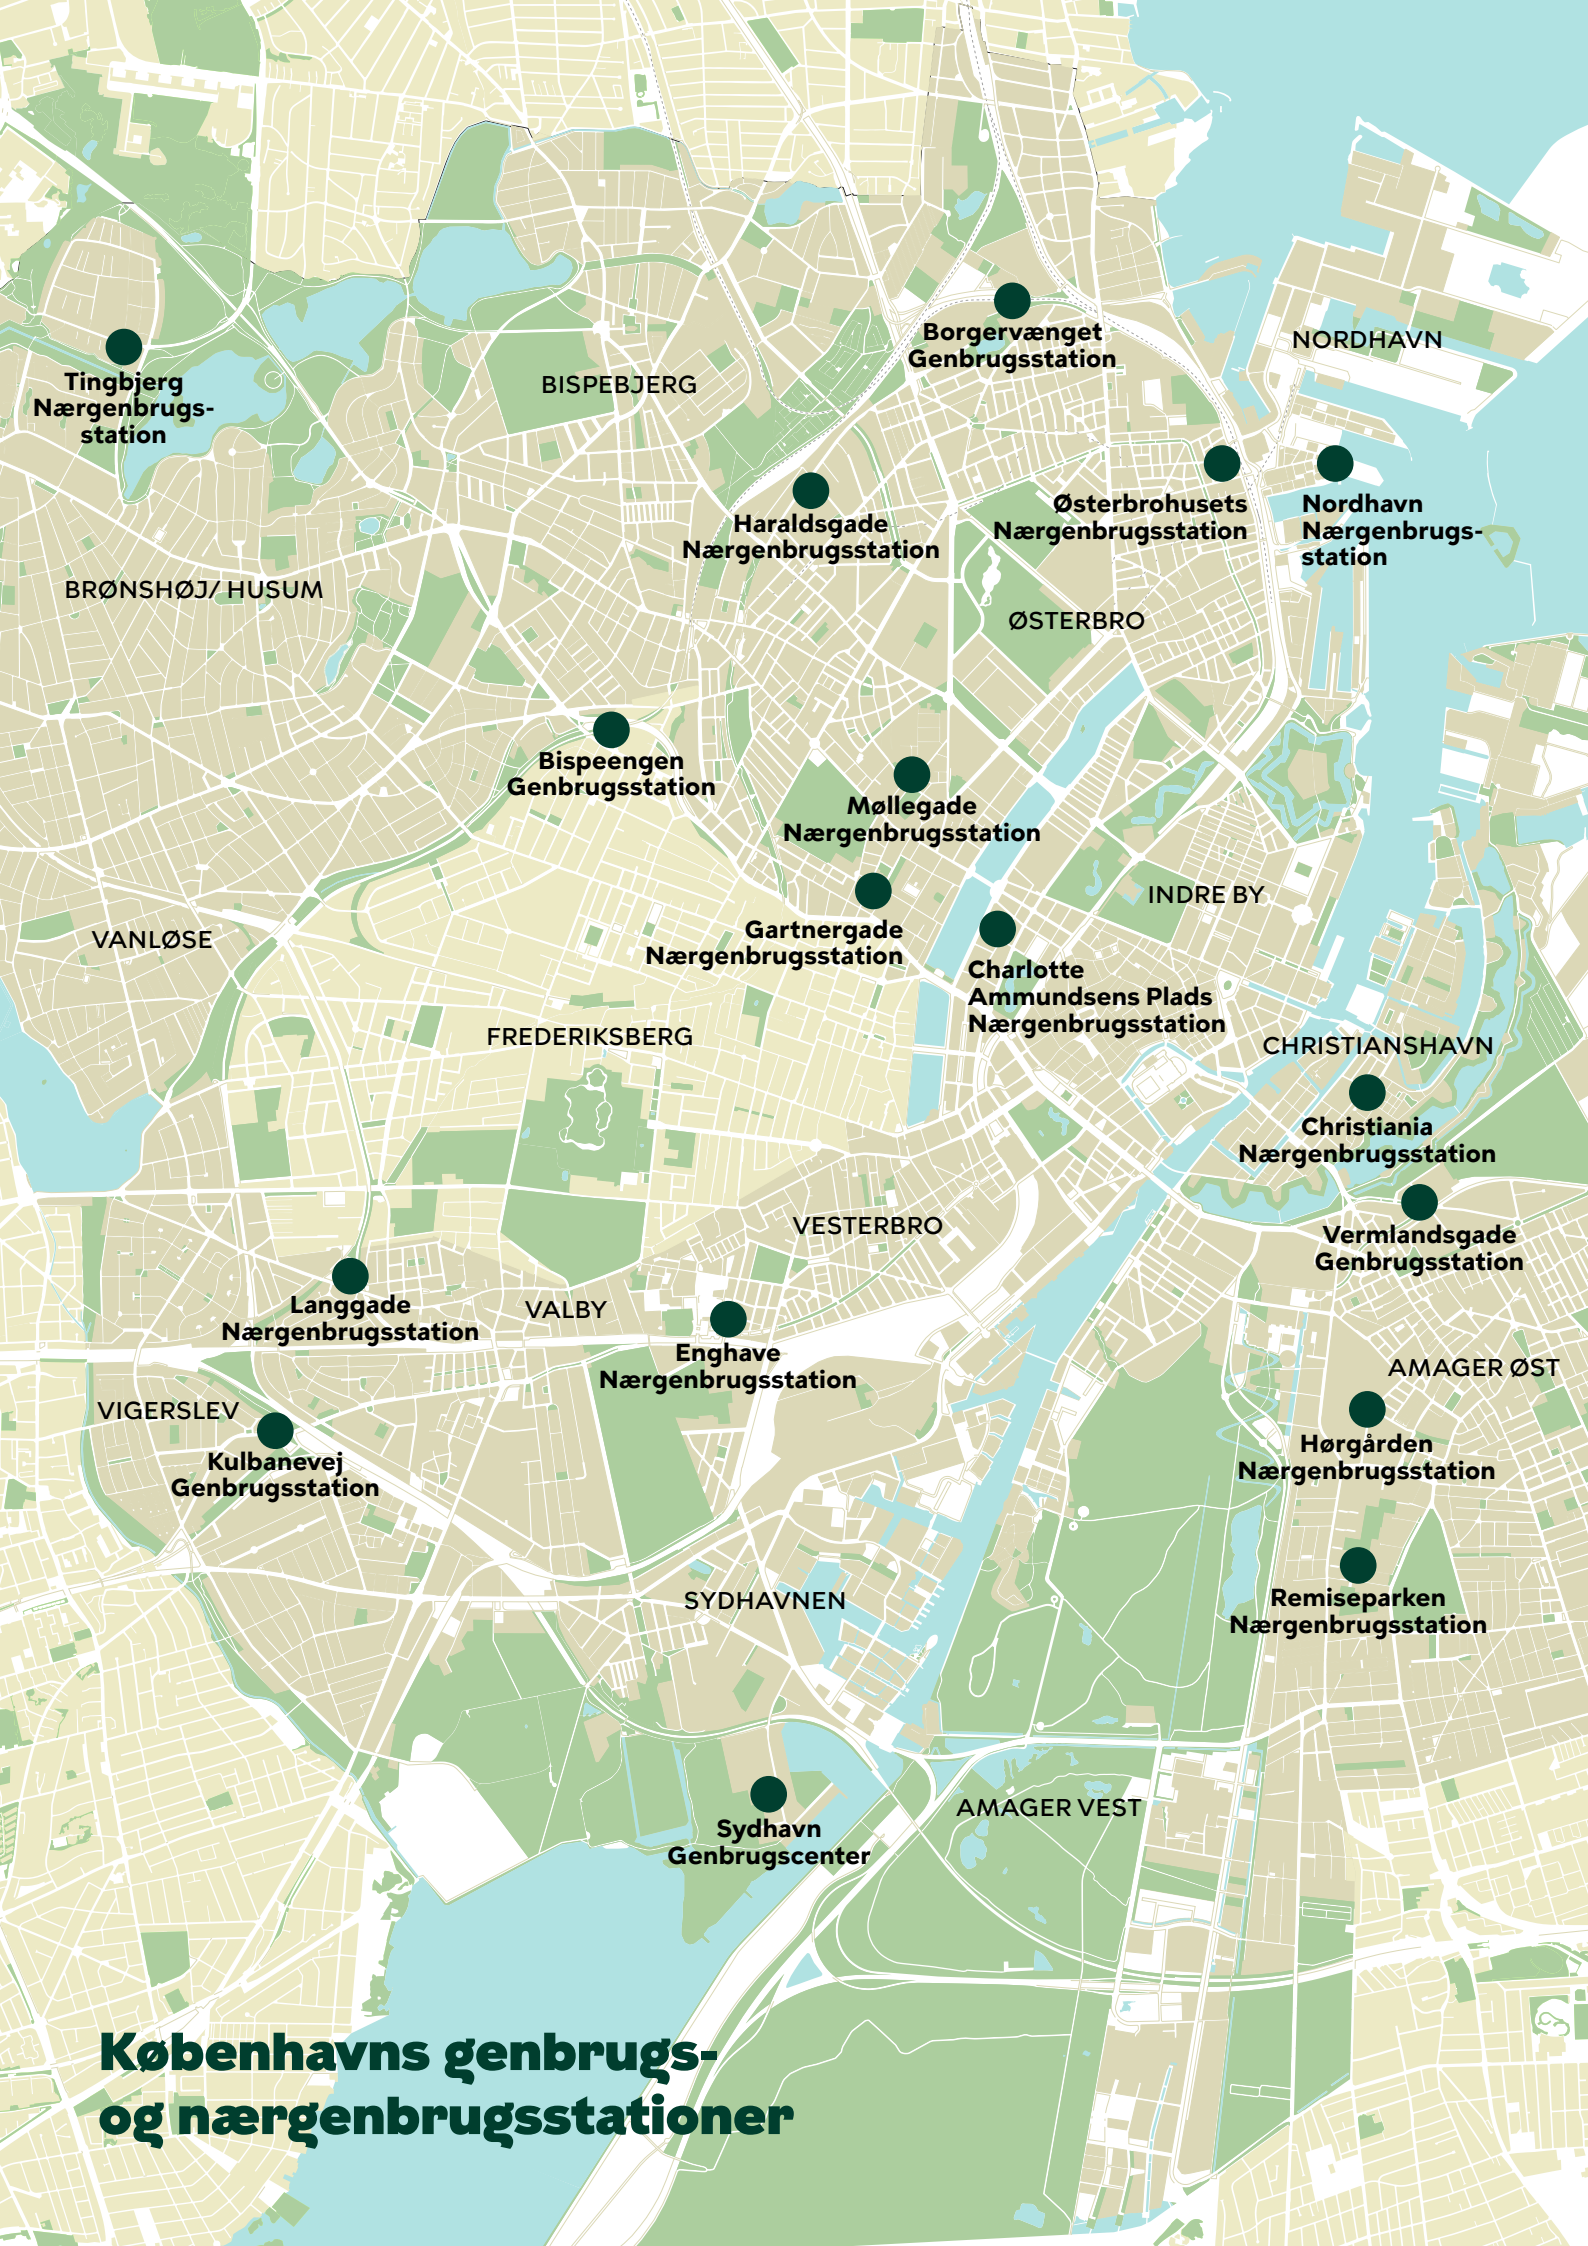 Borgervænget
Genbrugsstation
NORDHAVN
Tingbjerg
Nærgenbrugs-
station
BISPEBJERG
Haraldsgade
Nærgenbrugsstation
Østerbrohusets
Nærgenbrugsstation
Nordhavn
Nærgenbrugs-
station
BRØNSHØJ/ HUSUM
ØSTERBRO
Bispeengen
Genbrugsstation
Møllegade
Nærgenbrugsstation
INDRE BY
Gartnergade
Nærgenbrugsstation
VANLØSE
Charlotte
Ammundsens Plads
Nærgenbrugsstation
FREDERIKSBERG
CHRISTIANSHAVN
Christiania
Nærgenbrugsstation
VESTERBRO
Vermlandsgade
Genbrugsstation
Langgade
Nærgenbrugsstation
VALBY
Enghave
Nærgenbrugsstation
AMAGER ØST
VIGERSLEV
Kulbanevej
Genbrugsstation
Hørgården
Nærgenbrugsstation
SYDHAVNEN
Remiseparken
Nærgenbrugsstation
AMAGER VEST
Sydhavn
Genbrugscenter
Københavns genbrugs-
og nærgenbrugsstationer